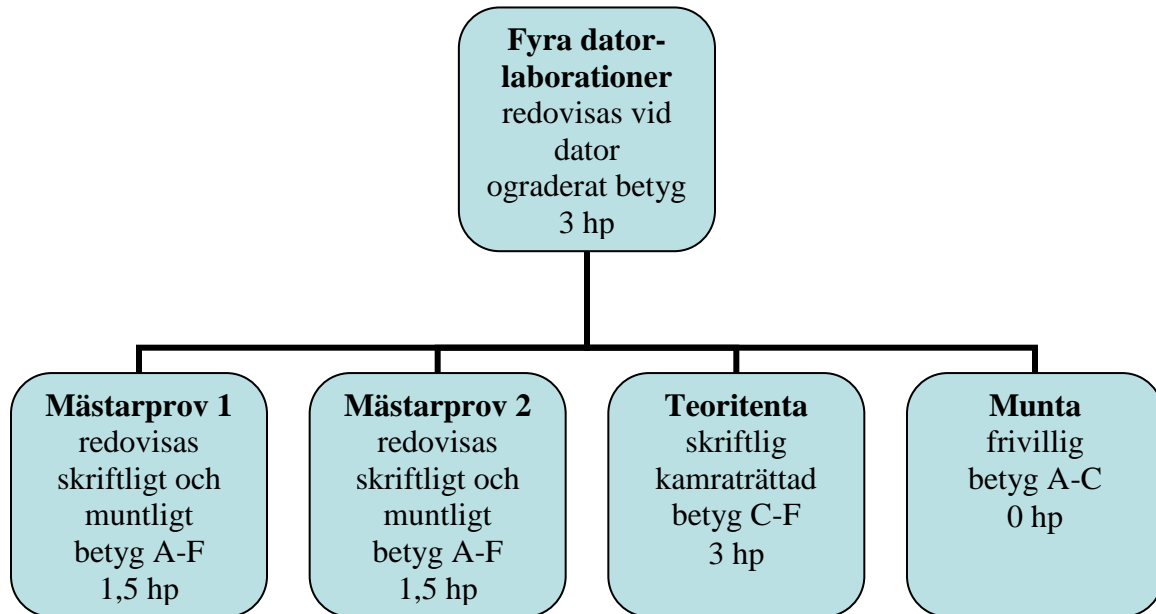 Fyra dator-
laborationer
redovisas vid
dator
ograderat betyg
3 hp
Mästarprov 1
redovisas
skriftligt och
muntligt
betyg A-F
1,5 hp
Mästarprov 2
redovisas
skriftligt och
muntligt
betyg A-F
1,5 hp
Teoritenta
skriftlig
kamraträttad
betyg C-F
3 hp
Munta
frivillig
betyg A-C
0 hp